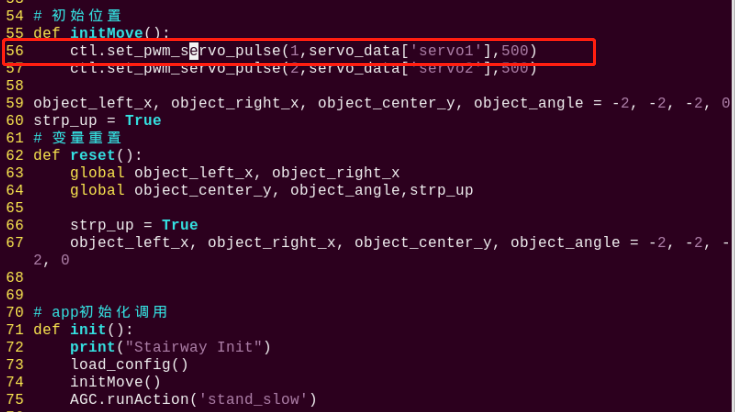 54 # 初始位置
55 def initMove():
56     ctl.set_pwm_servo_pulse(1,servo_data['servo1'],500)
57     ctl.set_pwm_servo_pulse(2,servo_data['servo2'],500)
58
59 object_left_x, object_right_x, object_center_y, object_angle = -2, -2, -2, 0
60 strp_up = True
61 # 变量重置
62 def reset():
63     global object_left_x, object_right_x
64     global object_center_y, object_angle,strp_up
65
66     strp_up = True
67     object_left_x, object_right_x, object_center_y, object_angle = -2, -2, -
2, 0
68
69
70 # app初始化调用
71 def init():
72     print("Stairway Init")
73     load_config()
74     initMove()
75     AGC.runAction('stand_slow')